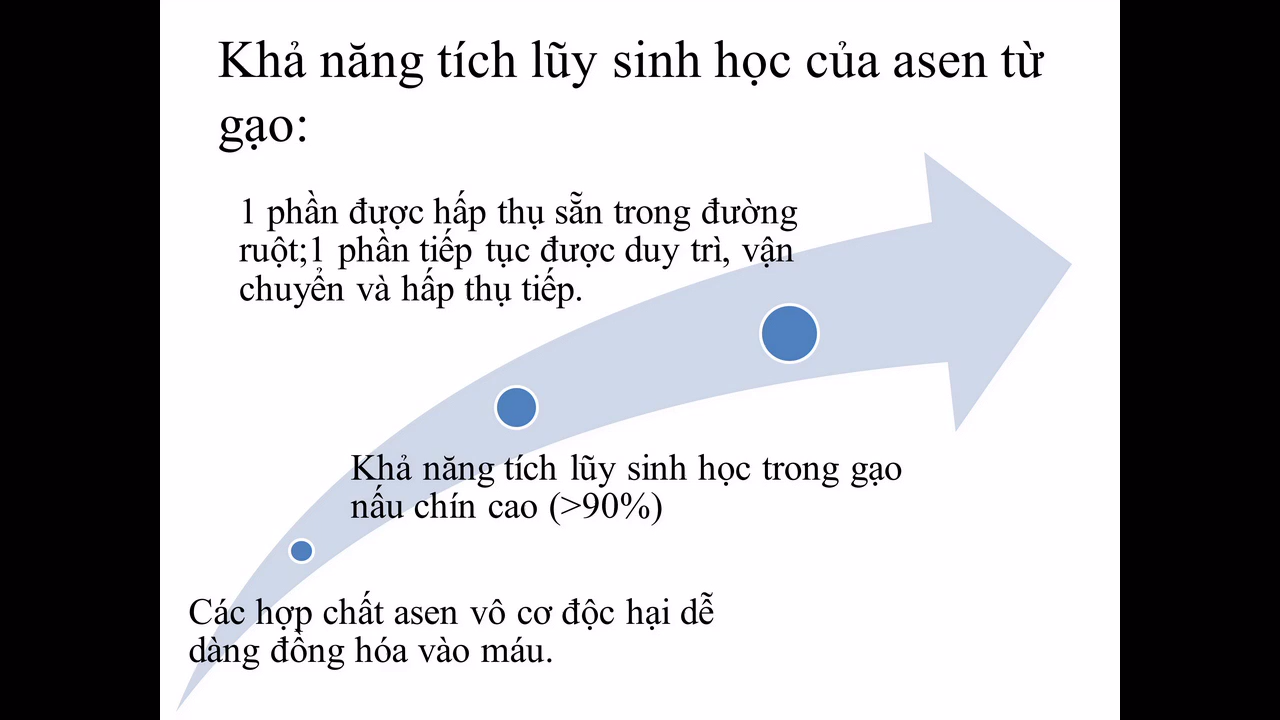 Khả năng tích lũy sinh học của asen từ
gạo:
1 phần được hấp thụ sẵn trong đường
ruột;1 phần tiếp tục được duy trì, vận
chuyển và hấp thụ tiếp.
Khả năng tích lũy sinh học trong gạo
nấu chín cao (>90%)
Các hợp chất asen vô cơ độc hại dễ
dàng đồng hóa vào máu.